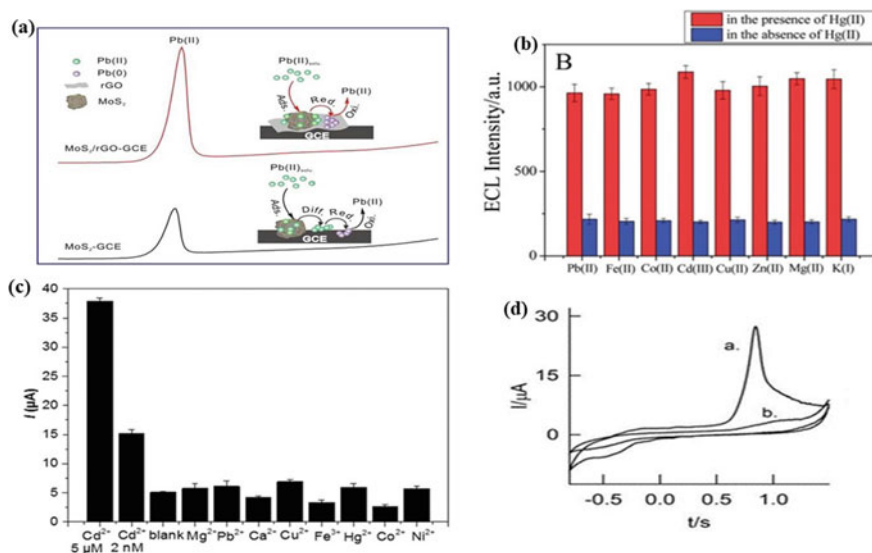 (a)
Pb(II)
Pb(II)
Pb(0)
rGO
MoS₂
Pb(II)
Ads.
Red.
Pb(II)
Oxi.
GCE
MoS₂/rGO-GCE
Pb(II)
Ads.
Diff.
Red.
Pb(II)
Oxi.
GCE
MoS₂-GCE
in the presence of Hg(II)
in the absence of Hg(II)
(b)
B
1000
500
0
ECL Intensity/a.u.
Pb(II) Fe(II) Co(II) Cd(III) Cu(II) Zn(II) Mg(II) K(I)
(c)
40
35
30
25
20
15
10
5
0
I (μA)
Cd²⁺ 5 μM
Cd²⁺ 2 nM
blank Mg²⁺ Pb²⁺ Ca²⁺ Cu²⁺ Fe³⁺ Hg²⁺ Co²⁺ Ni²⁺
(d)
30
15
0
I/μA
a.
b.
-0.5 0.0 0.5 1.0
t/s